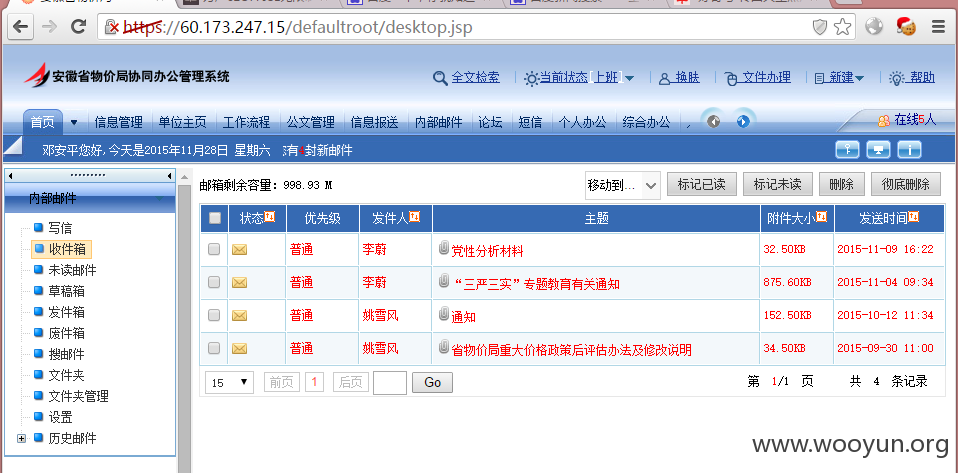 https://60.173.247.15/defaultroot/desktop.jsp
安徽省物价局协同办公管理系统
全文检索 当前状态[上班] 换肤 文件办理 新建 帮助
首页 信息管理 单位主页 工作流程 公文管理 信息报送 内部邮件 论坛 短信 个人办公 综合办公 在线5人
邓安平您好,今天是2015年11月28日 星期六 有1封新邮件
内部邮件
写信
收件箱
未读邮件
草稿箱
发件箱
废件箱
搜邮件
文件夹
文件夹管理
设置
历史邮件
邮箱剩余容量: 998.93 M 移动到... 标记已读 标记未读 删除 彻底删除
状态 优先级 发件人 主题 附件大小 发送时间
普通 李蔚 党性分析材料 32.50KB 2015-11-09 16:22
普通 李蔚 “三严三实”专题教育有关通知 875.60KB 2015-11-04 09:34
普通 姚雪风 通知 152.50KB 2015-10-12 11:34
普通 姚雪风 省物价局重大价格政策后评估办法及修改说明 34.50KB 2015-09-30 11:00
15 前页 1 后页 Go 第 1/1 页 共 4 条记录
www.wooyun.org